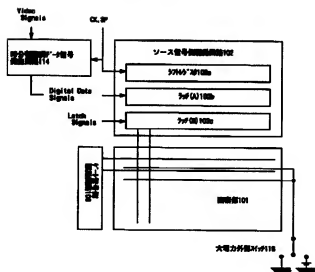 Video
Signals
CK,SP
ソース信号側駆動回路102
シフトレジスタ102a
Digital Data
Signals
ラッチ(A)102b
Latch
Signals
ラッチ(B)102c
画素部101
大電力外部スイッチ116